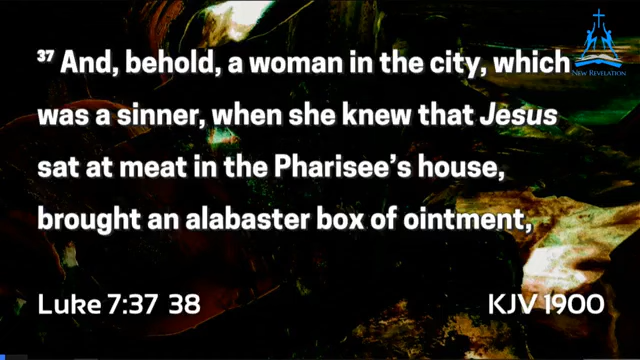 ³⁷ And, behold, a woman in the city, which
was a sinner, when she knew that Jesus
sat at meat in the Pharisee’s house,
brought an alabaster box of ointment,
Luke 7:37 38
KJV 1900
NEW REVELATION